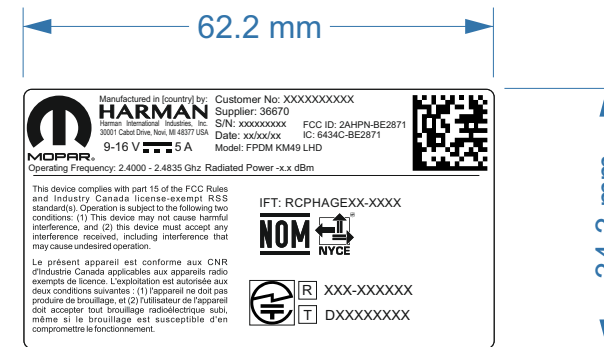 62.2 mm
Manufactured in [country] by:
HARMAN
Harman International Industries, Inc.
30001 Cabot Drive, Novi, MI 48377 USA
9-16 V 5 A
MOPAR®
Customer No: XXXXXXXXXX
Supplier: 36670
S/N: xxxxxxxxx FCC ID: 2AHPN-BE2871
Date: xx/xx/xx IC: 6434C-BE2871
Model: FPDM KM49 LHD
Operating Frequency: 2.4000 - 2.4835 Ghz Radiated Power -x.x dBm
This device complies with part 15 of the FCC Rules
and Industry Canada license-exempt RSS
standard(s). Operation is subject to the following two
conditions: (1) This device may not cause harmful
interference, and (2) this device must accept any
interference received, including interference that
may cause undesired operation.
Le présent appareil est conforme aux CNR
d'Industrie Canada applicables aux appareils radio
exempts de licence. L'exploitation est autorisée aux
deux conditions suivantes : (1) l'appareil ne doit pas
produire de brouillage, et (2) l'utilisateur de l'appareil
doit accepter tout brouillage radioélectrique subi,
même si le brouillage est susceptible d'en
compromettre le fonctionnement.
IFT: RCPHAGEXX-XXXX
NOM
NYCE
R XXX-XXXXXX
T DXXXXXXXX